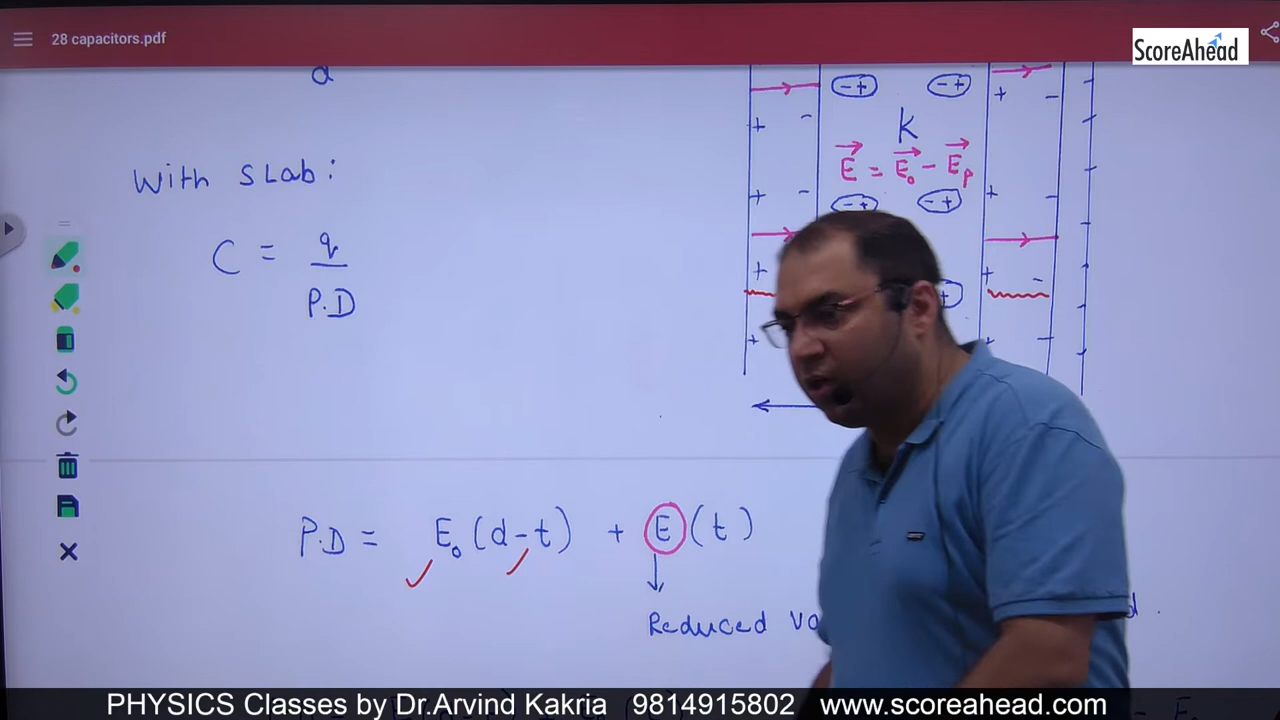 28 capacitors.pdf
ScoreAhead
d
With SLab:
C = q / P.D
K
E = E₀ - Eₚ
P.D = E₀(d-t) + E(t)
Reduced
PHYSICS Classes by Dr.Arvind Kakria 9814915802 www.scoreahead.com